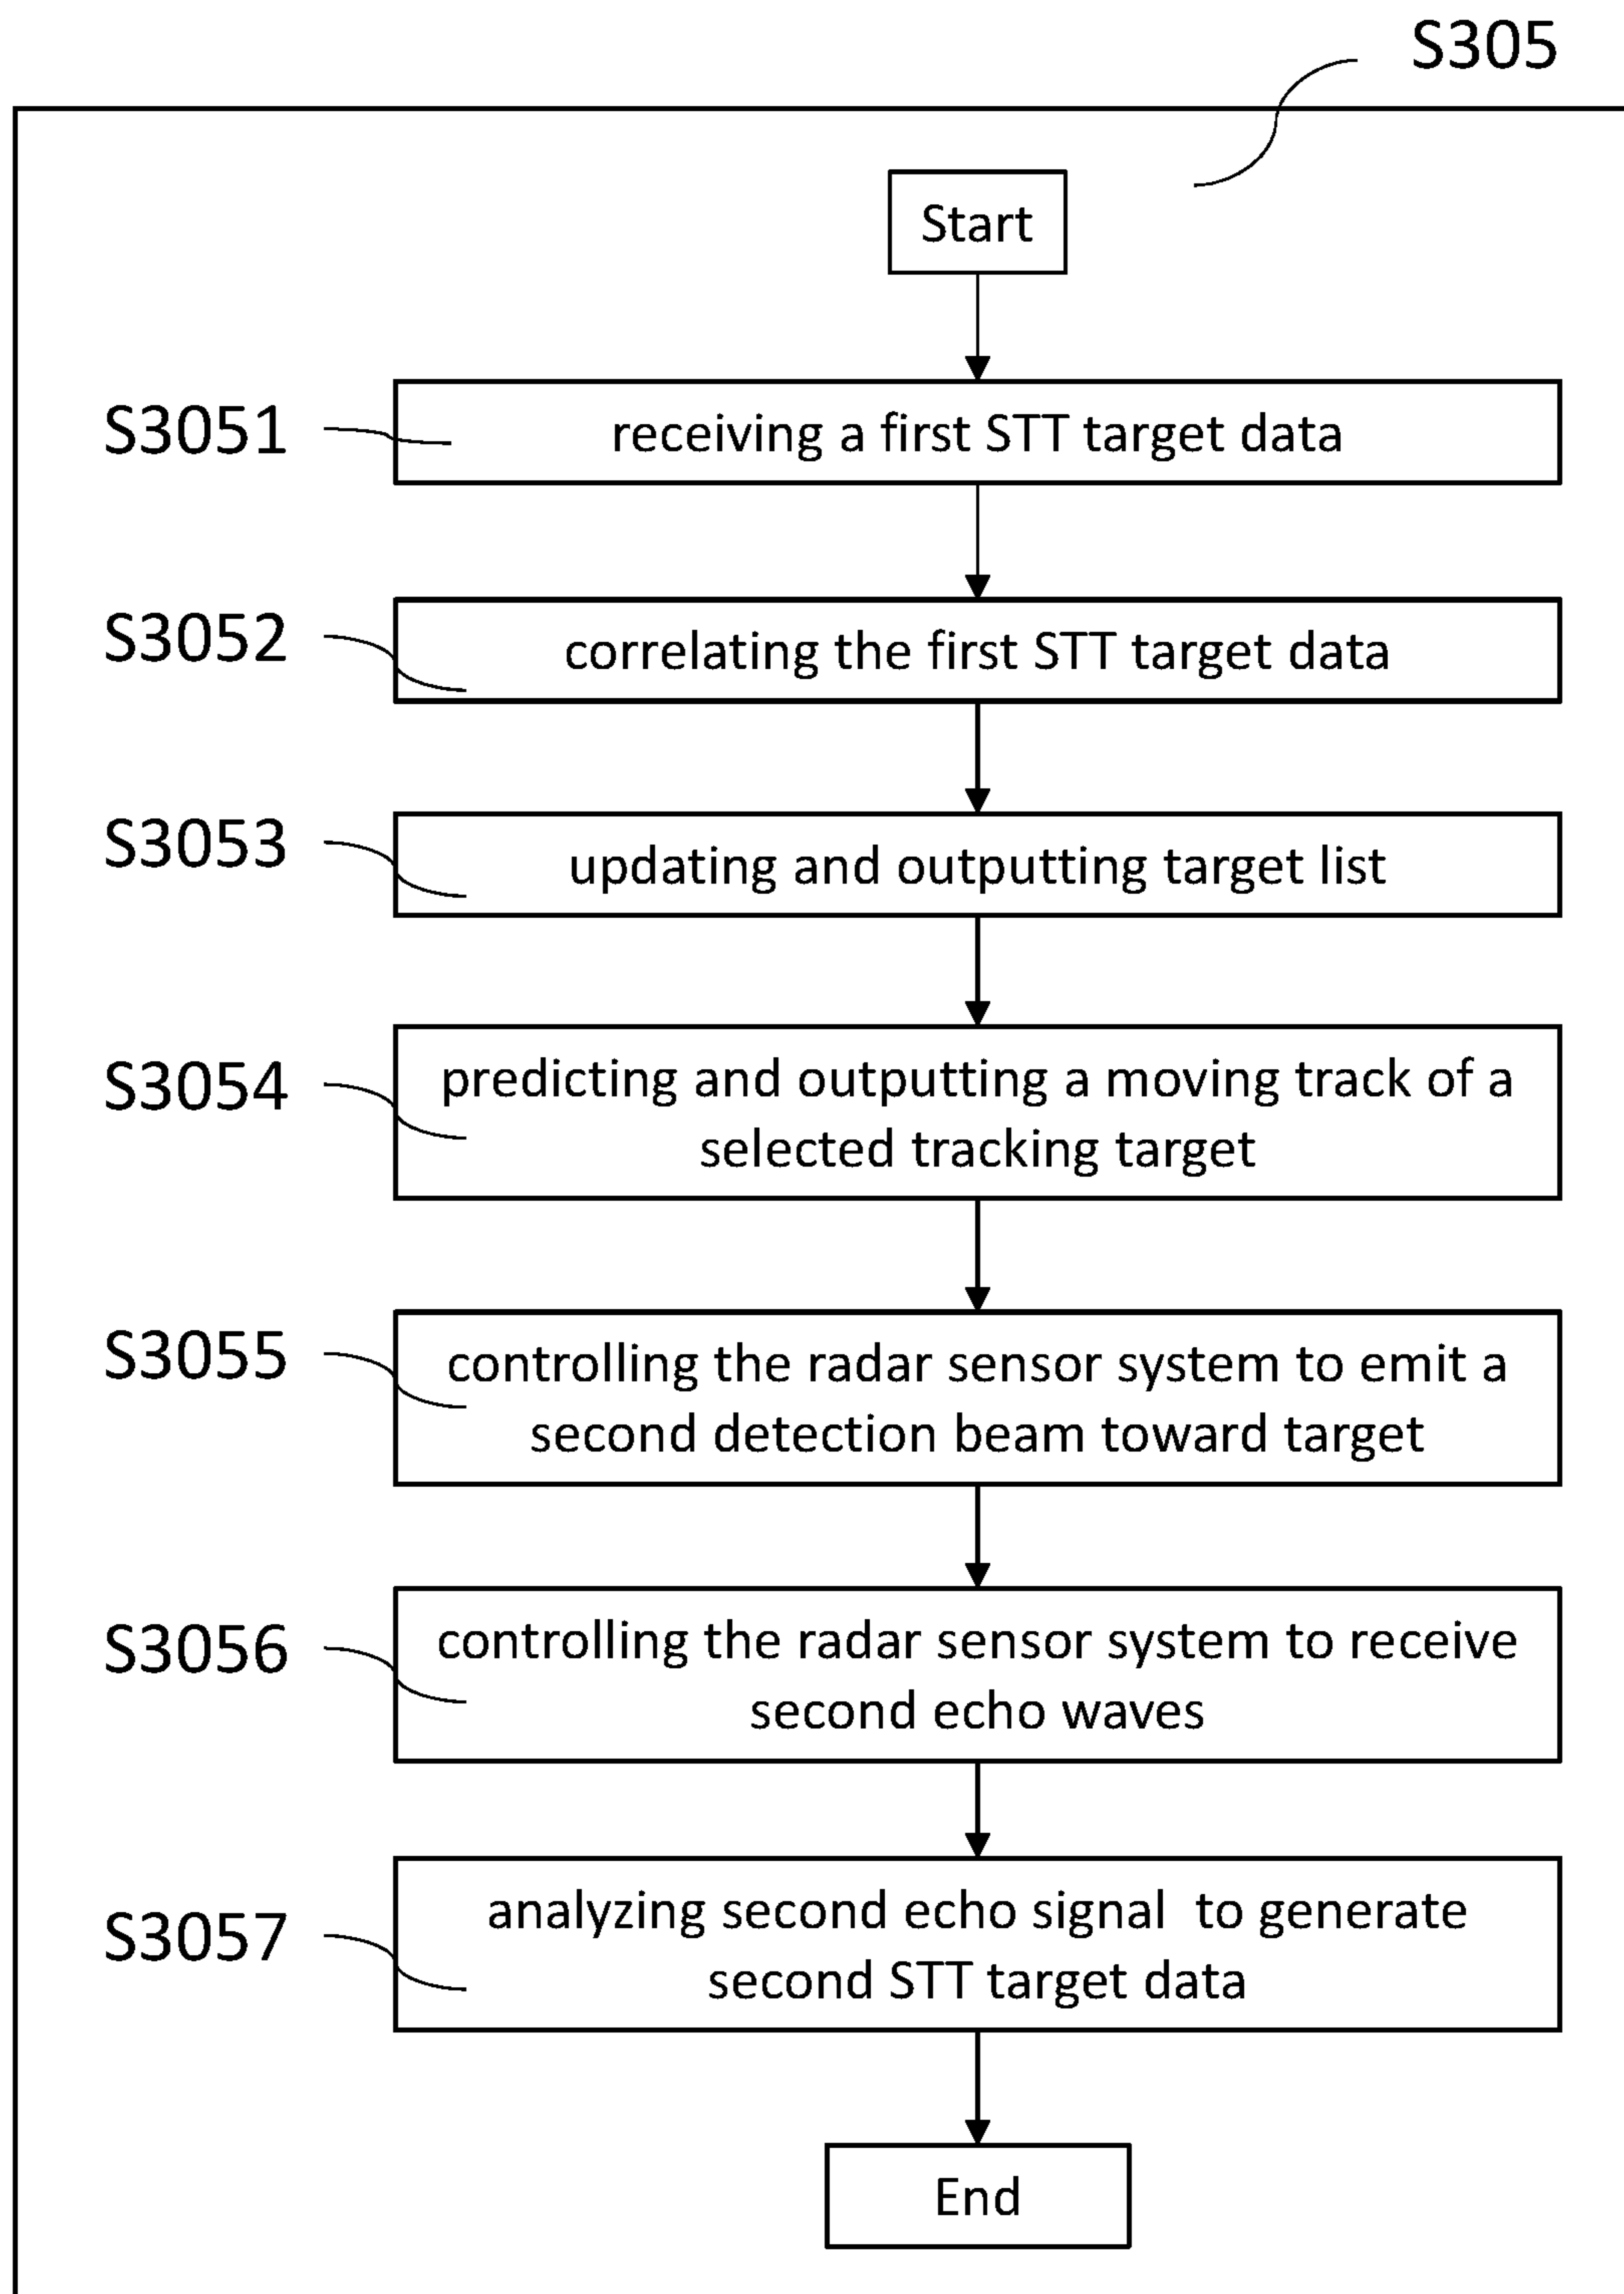 S305
Start
S3051
receiving a first STT target data
S3052
correlating the first STT target data
S3053
updating and outputting target list
S3054
predicting and outputting a moving track of a
selected tracking target
S3055
controlling the radar sensor system to emit a
second detection beam toward target
S3056
controlling the radar sensor system to receive
second echo waves
S3057
analyzing second echo signal  to generate
second STT target data
End